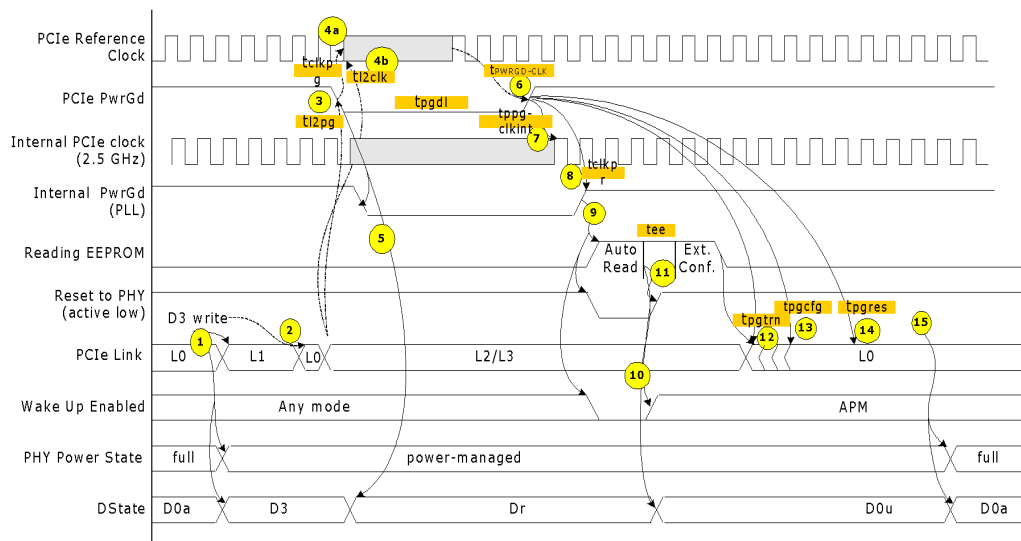 4a
PCIe Reference
Clock
4b
tclkp
g
tl2clk
tPWRGD-CLK
6
PCIe PwrGd
3
tpgdl
tppg-
clkint
tl2pg
Internal PCIe clock
(2.5 GHz)
7
8
tclkp
r
Internal PwrGd
(PLL)
9
5
tee
Reading EEPROM
Auto
Read
Ext.
Conf.
11
Reset to PHY
(active low)
D3 write
tpgtrn
tpgcfg
tpgres
1
2
12
13
14
15
PCIe Link
L0
L1
L0
L2/L3
L0
10
Wake Up Enabled
Any mode
APM
PHY Power State
full
power-managed
full
DState
D0a
D3
Dr
D0u
D0a